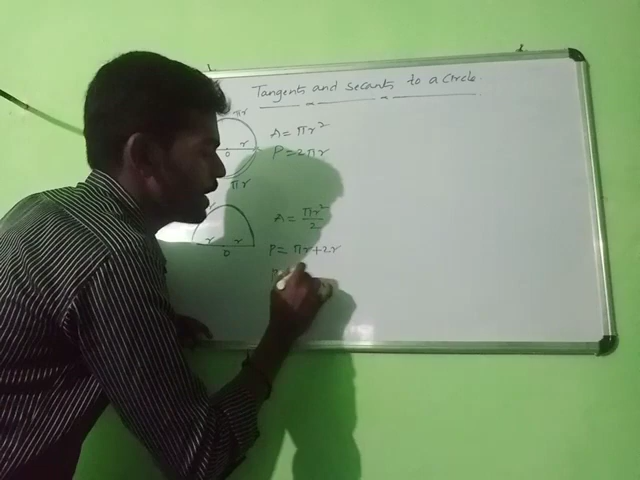 Tangents and secants to a Circle.
πr
r
O
πr
A = πr²
P = 2πr
r r
O
A = πr²/2
P = πr+2r
P